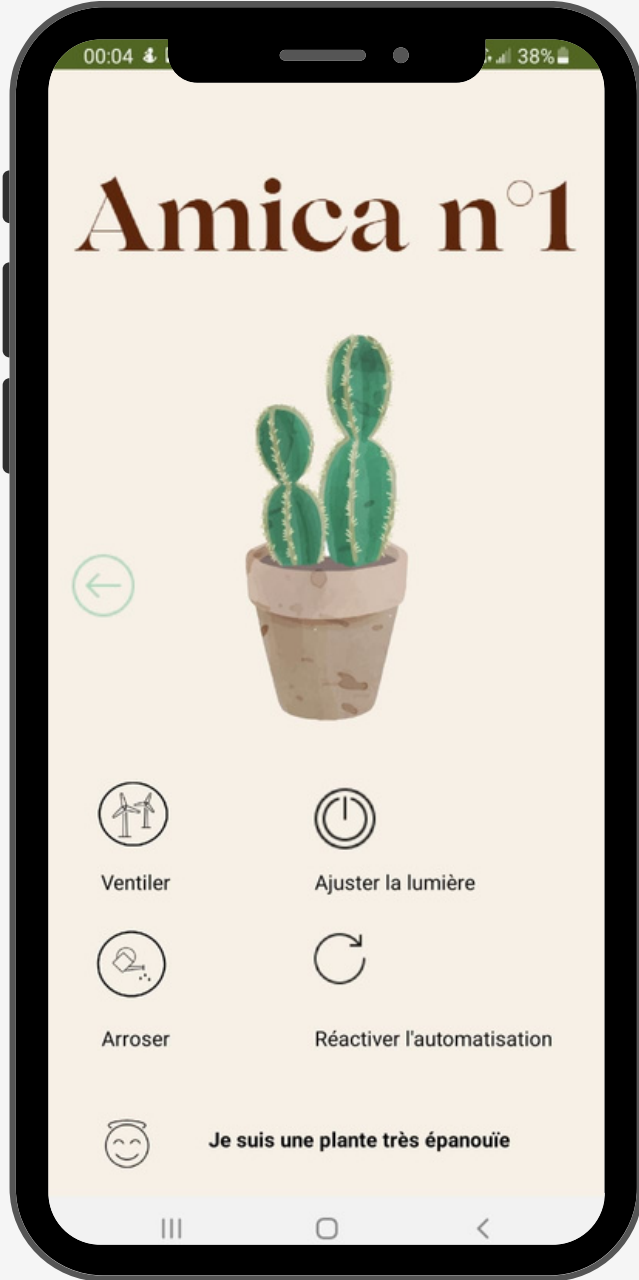 00:04
38%
Amica n°1
Ventiler
Ajuster la lumière
Arroser
Réactiver l'automatisation
Je suis une plante très épanouïe